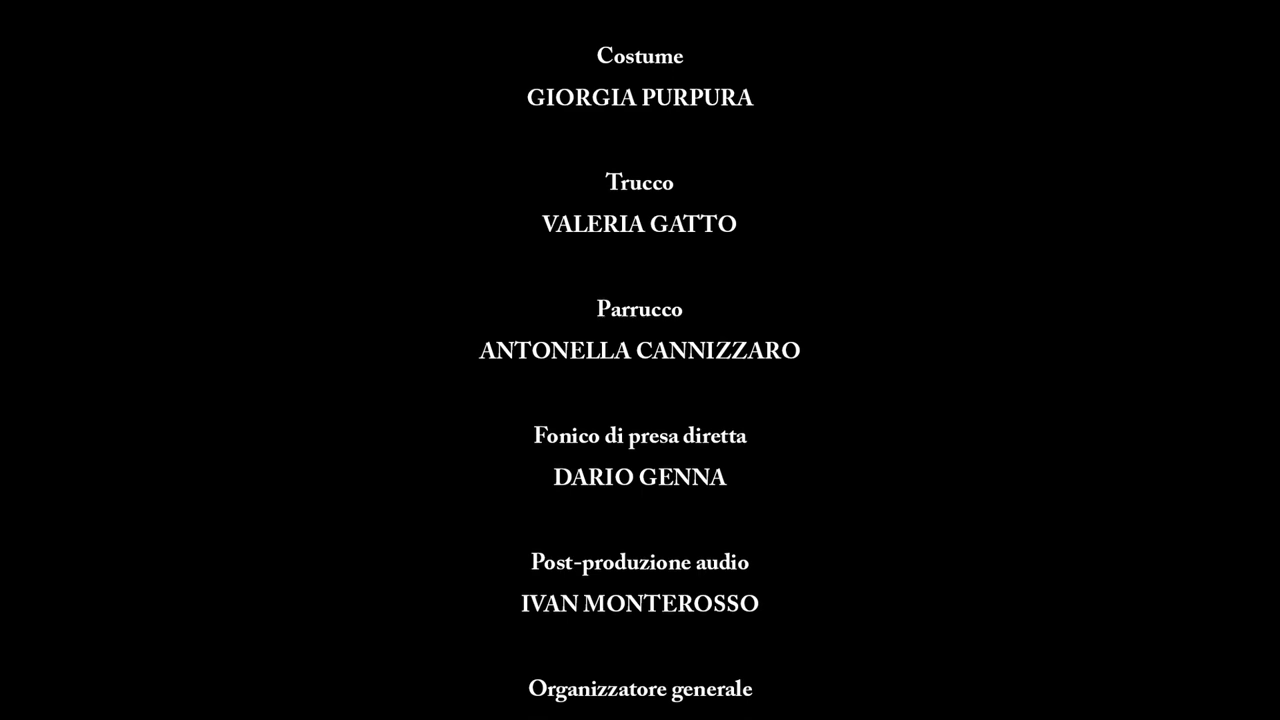 Costume
GIORGIA PURPURA
Trucco
VALERIA GATTO
Parrucco
ANTONELLA CANNIZZARO
Fonico di presa diretta
DARIO GENNA
Post-produzione audio
IVAN MONTEROSSO
Organizzatore generale